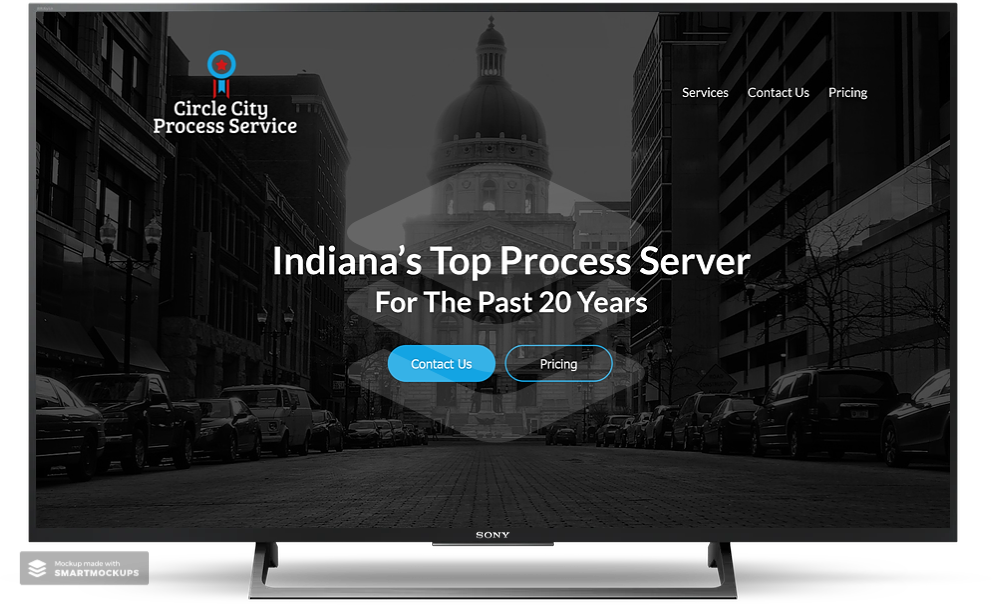 Circle City
Process Service
Services
Contact Us
Pricing
Indiana’s Top Process Server
For The Past 20 Years
Contact Us
Pricing
SONY
Mockup made with
SMARTMOCKUPS